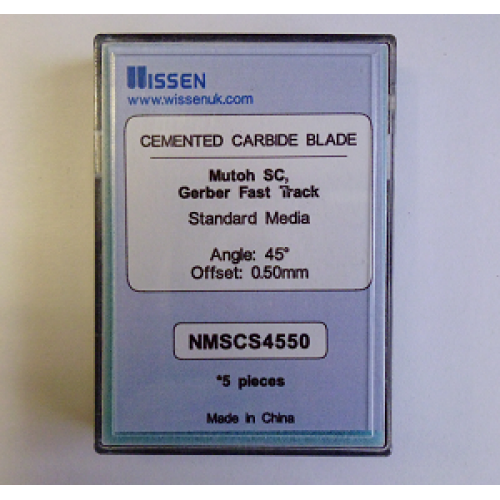 WISSEN
www.wissenuk.com
CEMENTED CARBIDE BLADE
Mutoh SC,
Gerber Fast Track
Standard Media
Angle: 45°
Offset: 0.50mm
NMSCS4550
*5 pieces
Made in China